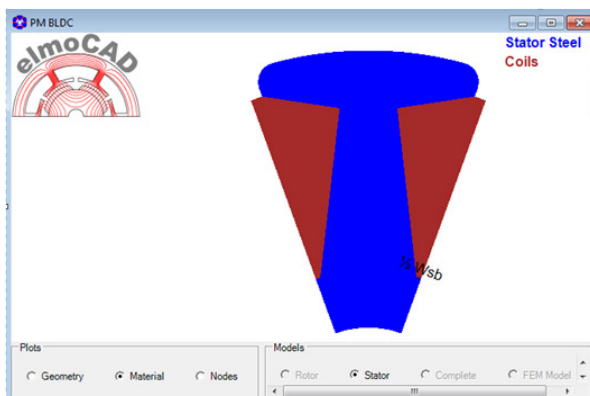 PM BLDC
elmoCAD
Stator Steel
Coils
½ Wsb
Plots
Geometry
Material
Nodes
Models
Rotor
Stator
Complete
FEM Model